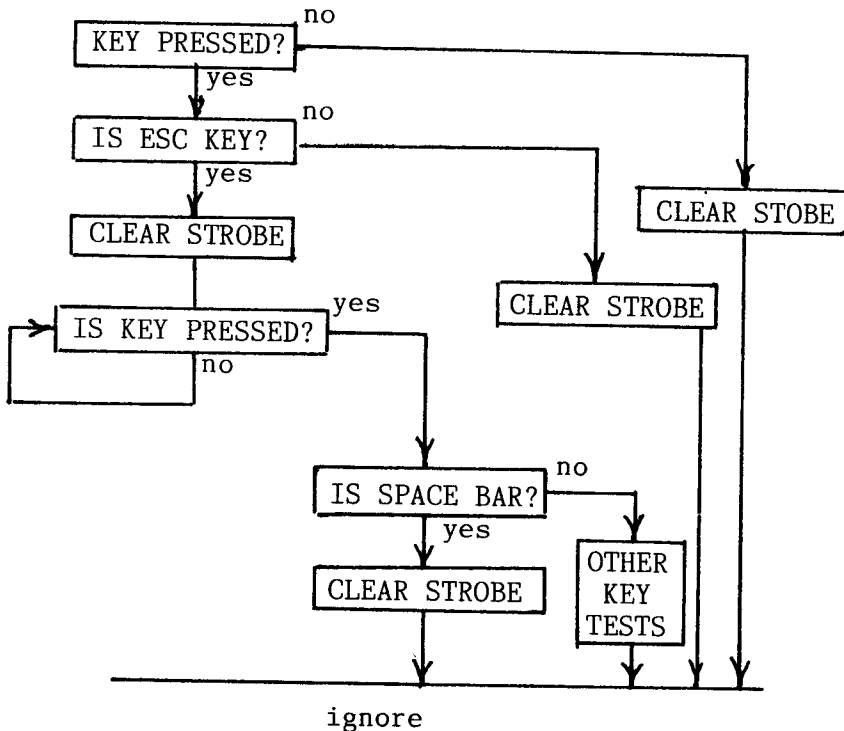 no
KEY PRESSED?
yes
no
IS ESC KEY?
yes
CLEAR STOBE
CLEAR STROBE
CLEAR STROBE
yes
IS KEY PRESSED?
no
no
IS SPACE BAR?
yes
OTHER
KEY
TESTS
CLEAR STROBE
ignore